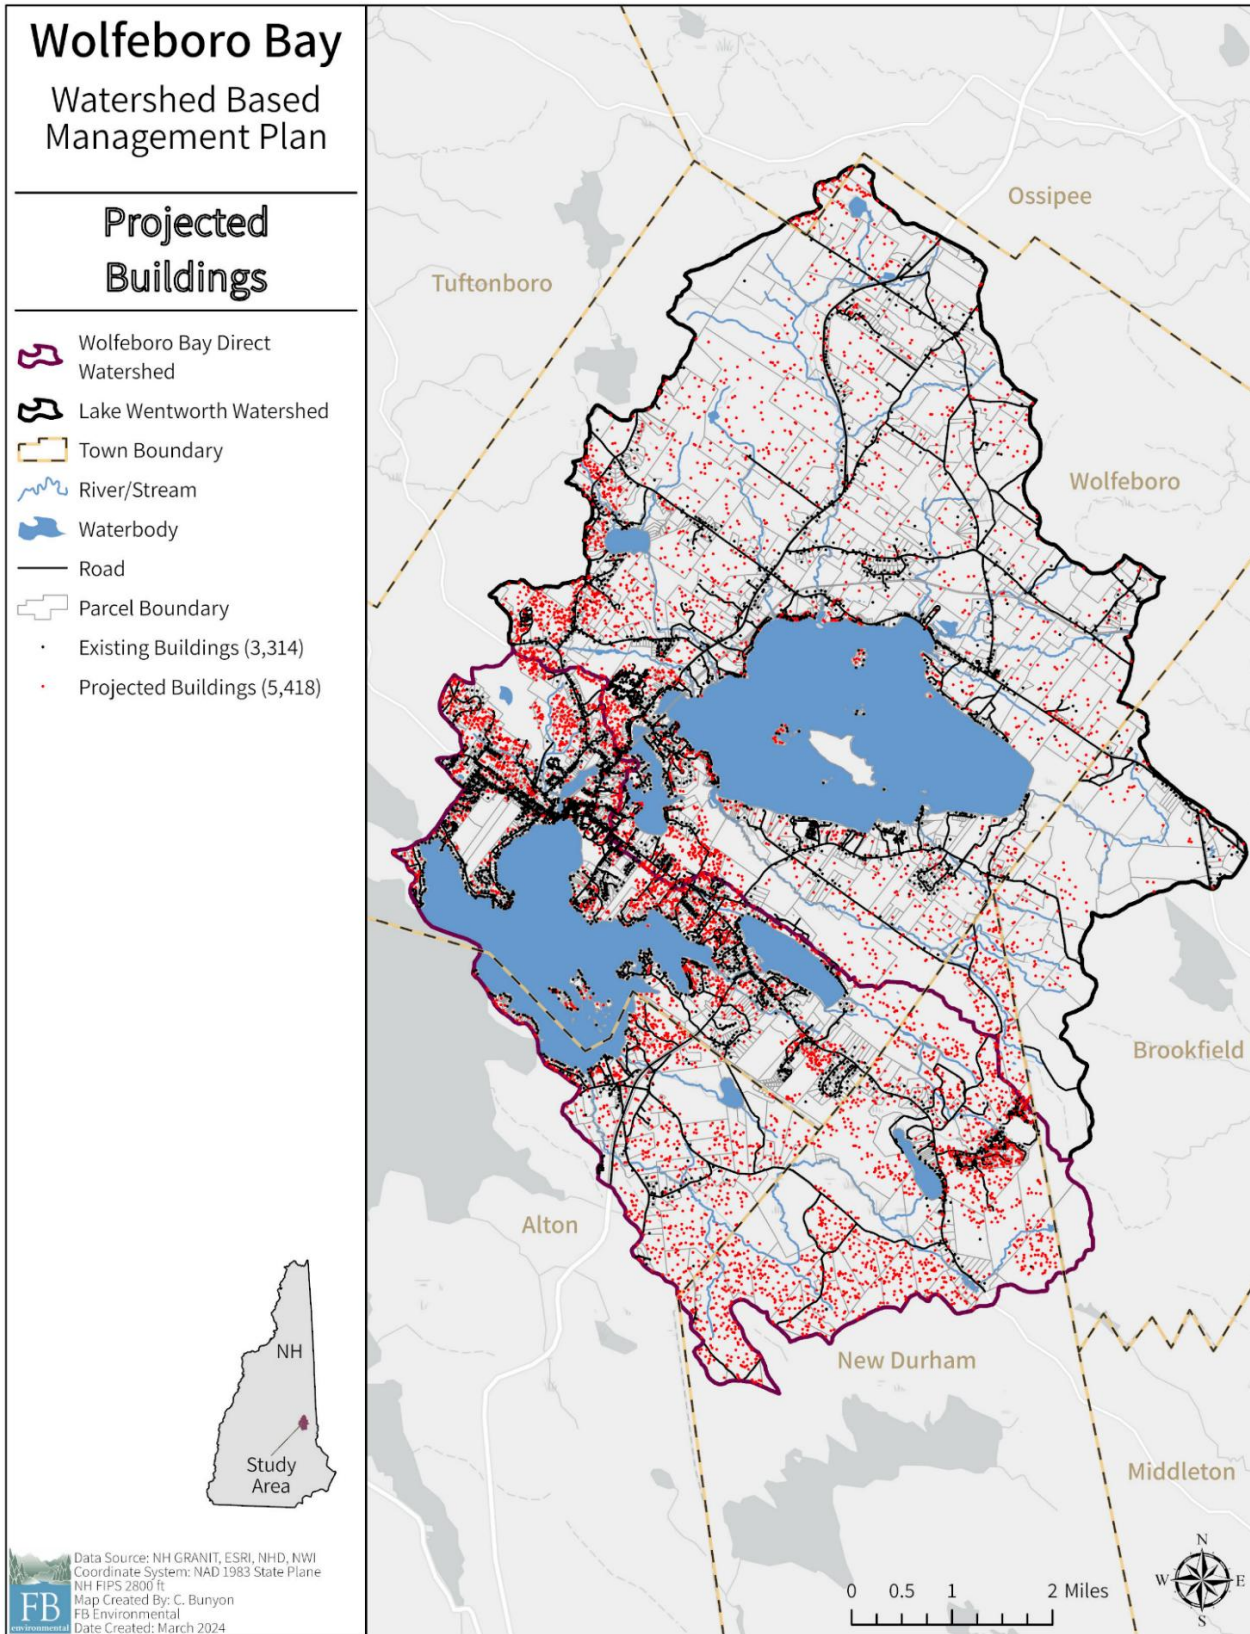 Wolfeboro Bay
Watershed Based
Management Plan
Projected
Buildings
Wolfeboro Bay Direct
Watershed
Lake Wentworth Watershed
Town Boundary
River/Stream
Waterbody
Road
Parcel Boundary
Existing Buildings (3,314)
Projected Buildings (5,418)
NH
Study
Area
FB
environmental
Data Source: NH GRANIT, ESRI, NHD, NWI
Coordinate System: NAD 1983 State Plane
NH FIPS 2800 ft
Map Created By: C. Bunyon
FB Environmental
Date Created: March 2024
Ossipee
Tuftonboro
Wolfeboro
Brookfield
Alton
New Durham
Middleton
0 0.5 1 2 Miles
N
W E
S